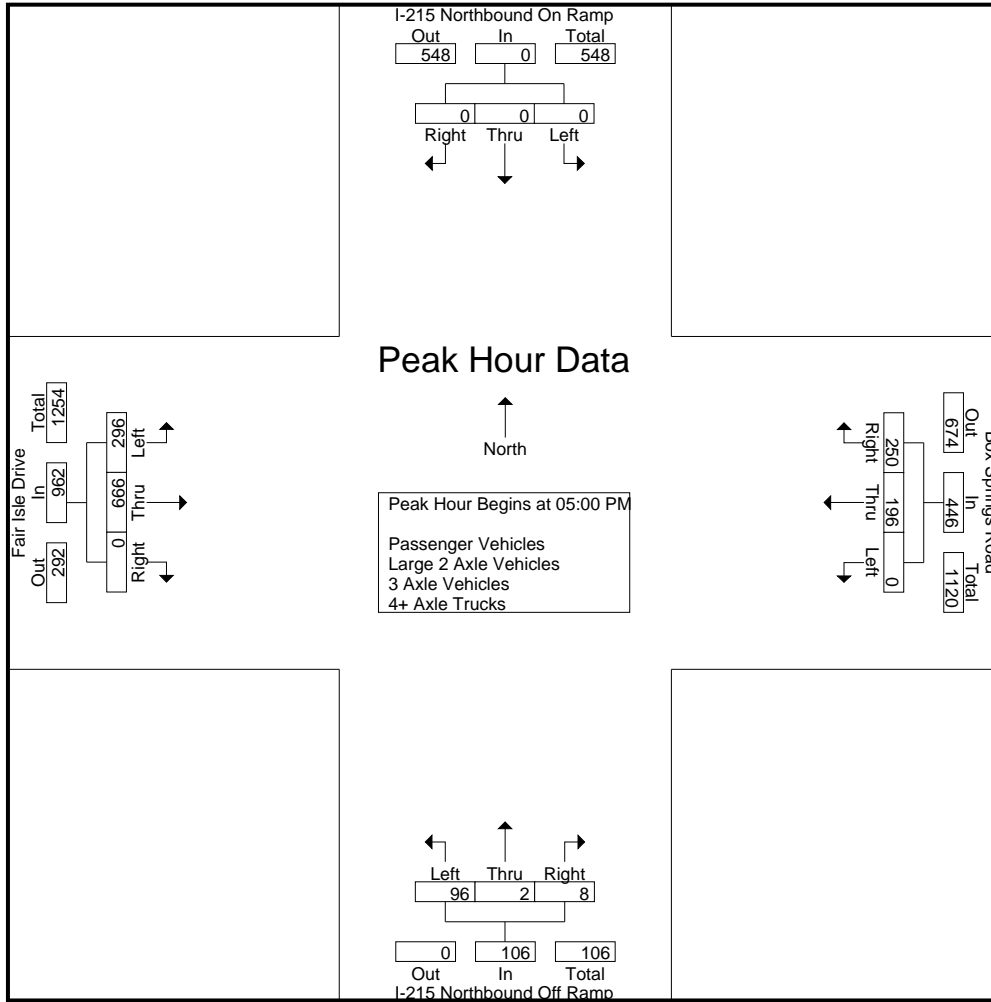 I-215 Northbound On Ramp
Out In Total
548 0 548
0 0 0
Right Thru Left
Peak Hour Data
North
Peak Hour Begins at 05:00 PM
Passenger Vehicles
Large 2 Axle Vehicles
3 Axle Vehicles
4+ Axle Trucks
Fair Isle Drive
Out In Total
292 962 1254
0 666 296
Right Thru Left
Box Springs Road
Out In Total
674 446 1120
250 196 0
Right Thru Left
Left Thru Right
96 2 8
0 106 106
Out In Total
I-215 Northbound Off Ramp